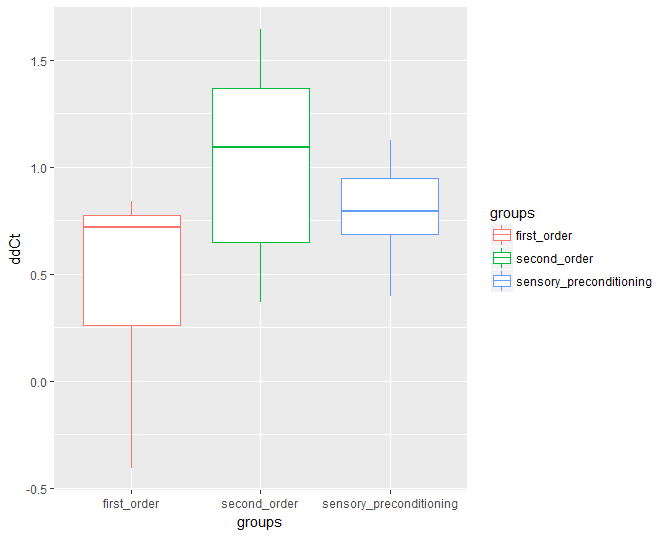 1.5
1.0
0.5
0.0
-0.5
ddCt
first_order
second_order
sensory_preconditioning
groups
groups
first_order
second_order
sensory_preconditioning